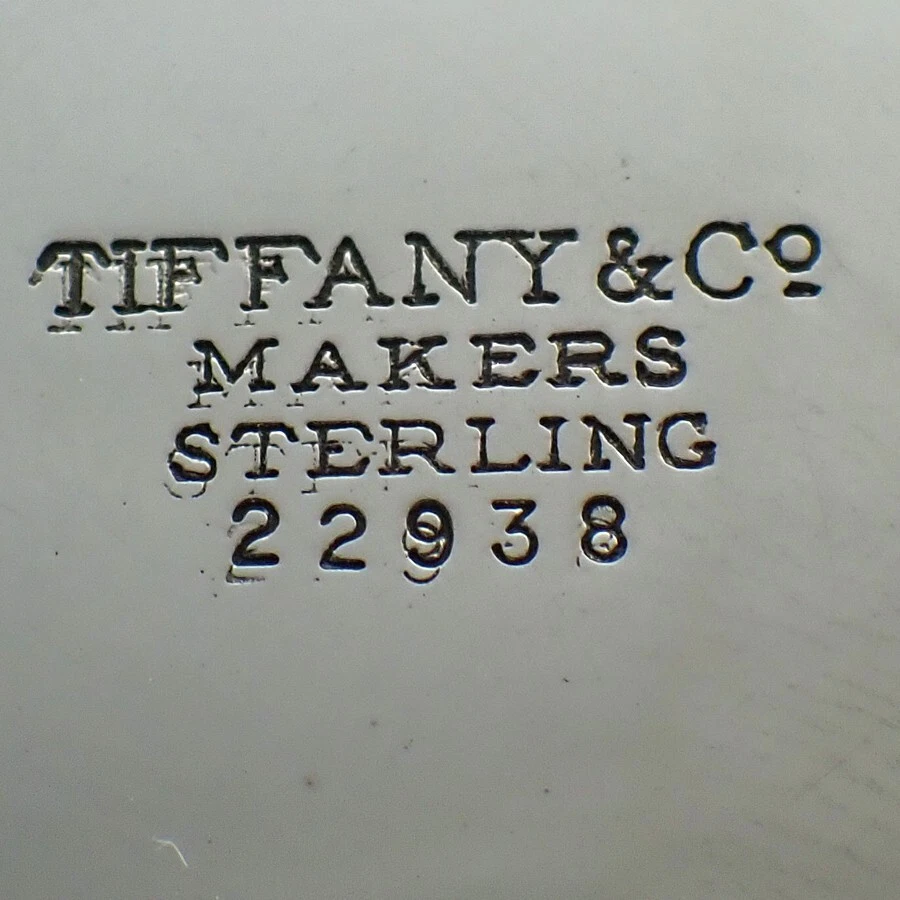 TIFFANY & Cº
MAKERS
STERLING
22938